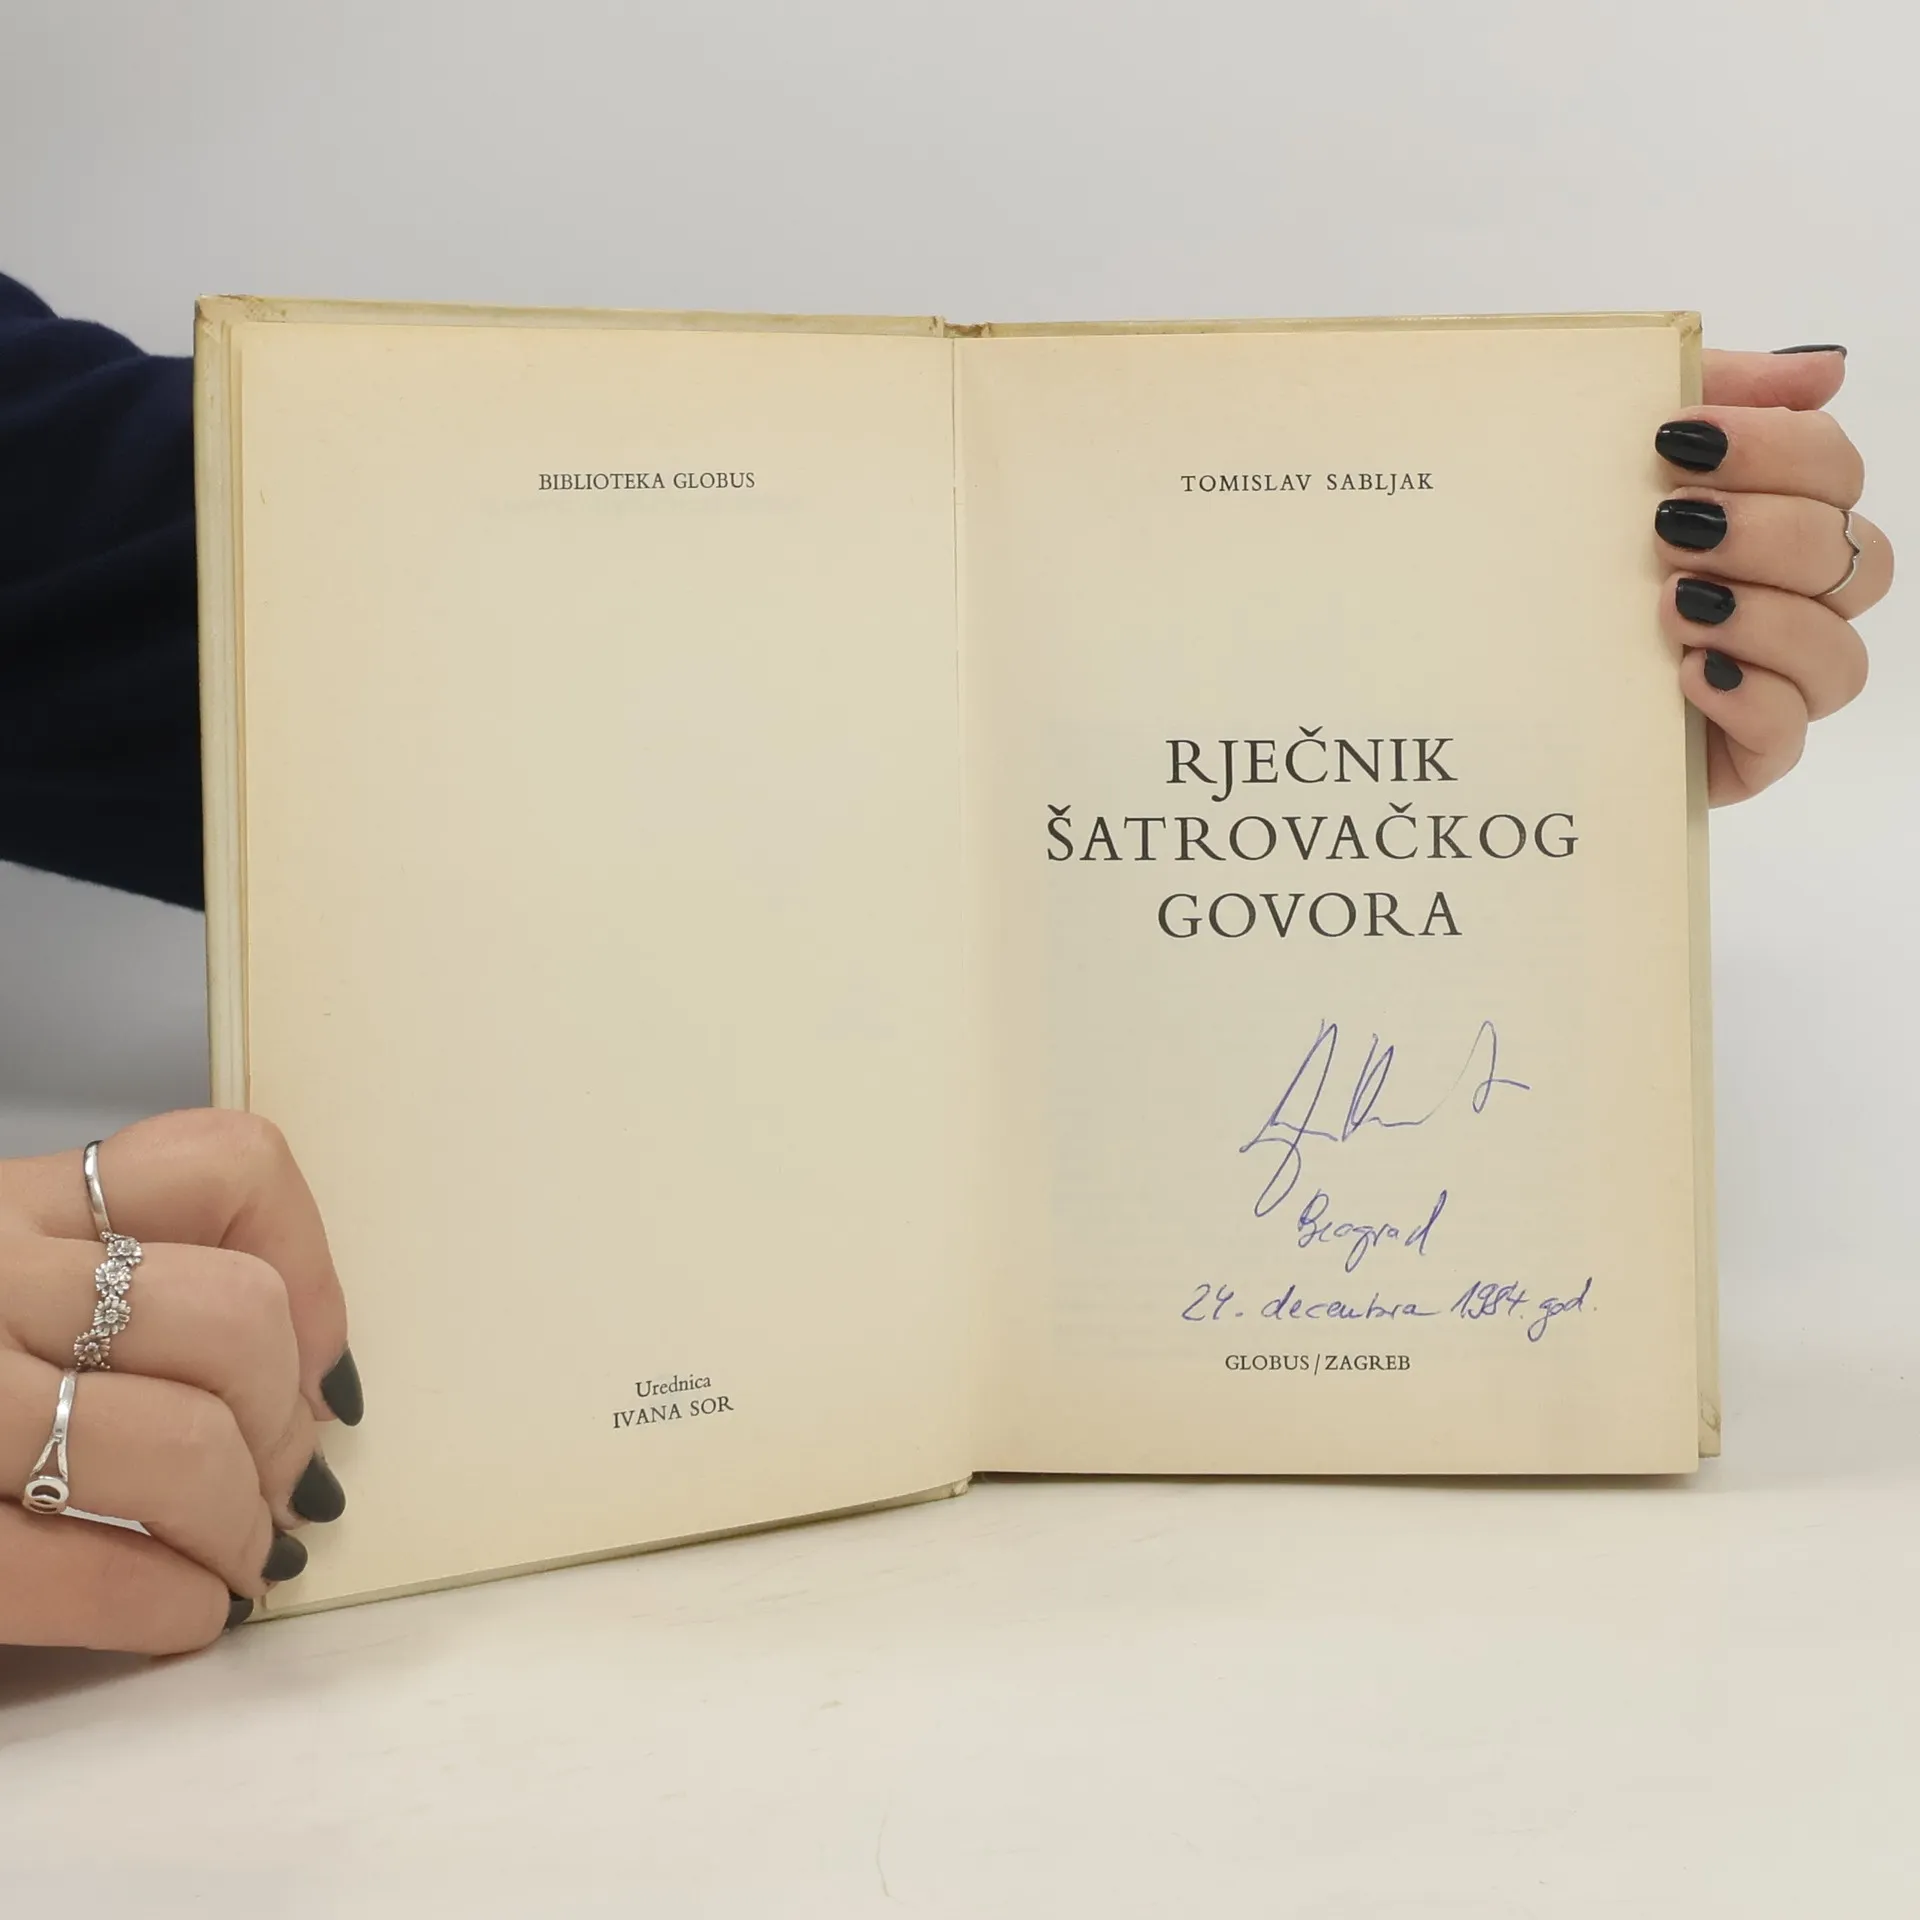 BIBLIOTEKA GLOBUS
Urednica
IVANA SOR
TOMISLAV SABLJAK
RJEČNIK
ŠATROVAČKOG
GOVORA
Beograd
24. decembra 1984. god.
GLOBUS/ZAGREB